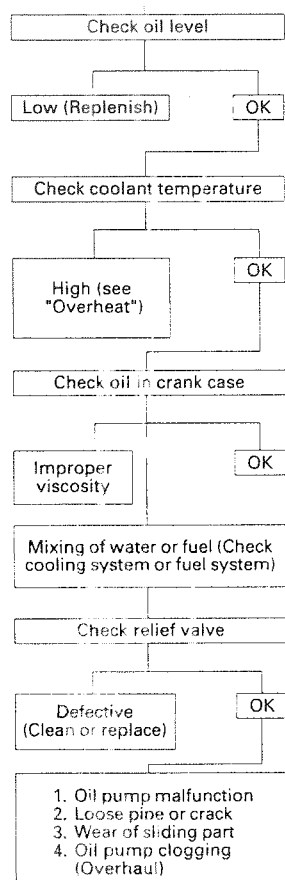 Check oil level
Low (Replenish)
OK
Check coolant temperature
High (see
"Overheat")
OK
Check oil in crank case
Improper
viscosity
OK
Mixing of water or fuel (Check
cooling system or fuel system)
Check relief valve
Defective
(Clean or replace)
OK
1. Oil pump malfunction
2. Loose pine or crack
3. Wear of sliding part
4. Oil pump clogging
(Overhaul)